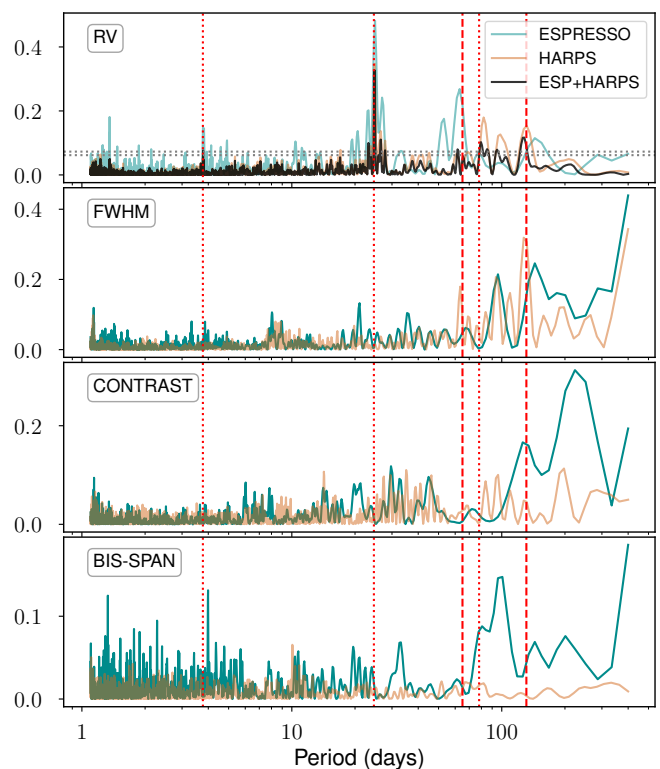 RV
ESPRESSO
HARPS
ESP+HARPS
0.4
0.2
0.0
FWHM
0.4
0.2
0.0
CONTRAST
0.2
0.0
BIS-SPAN
0.1
0.0
1
10
100
Period (days)